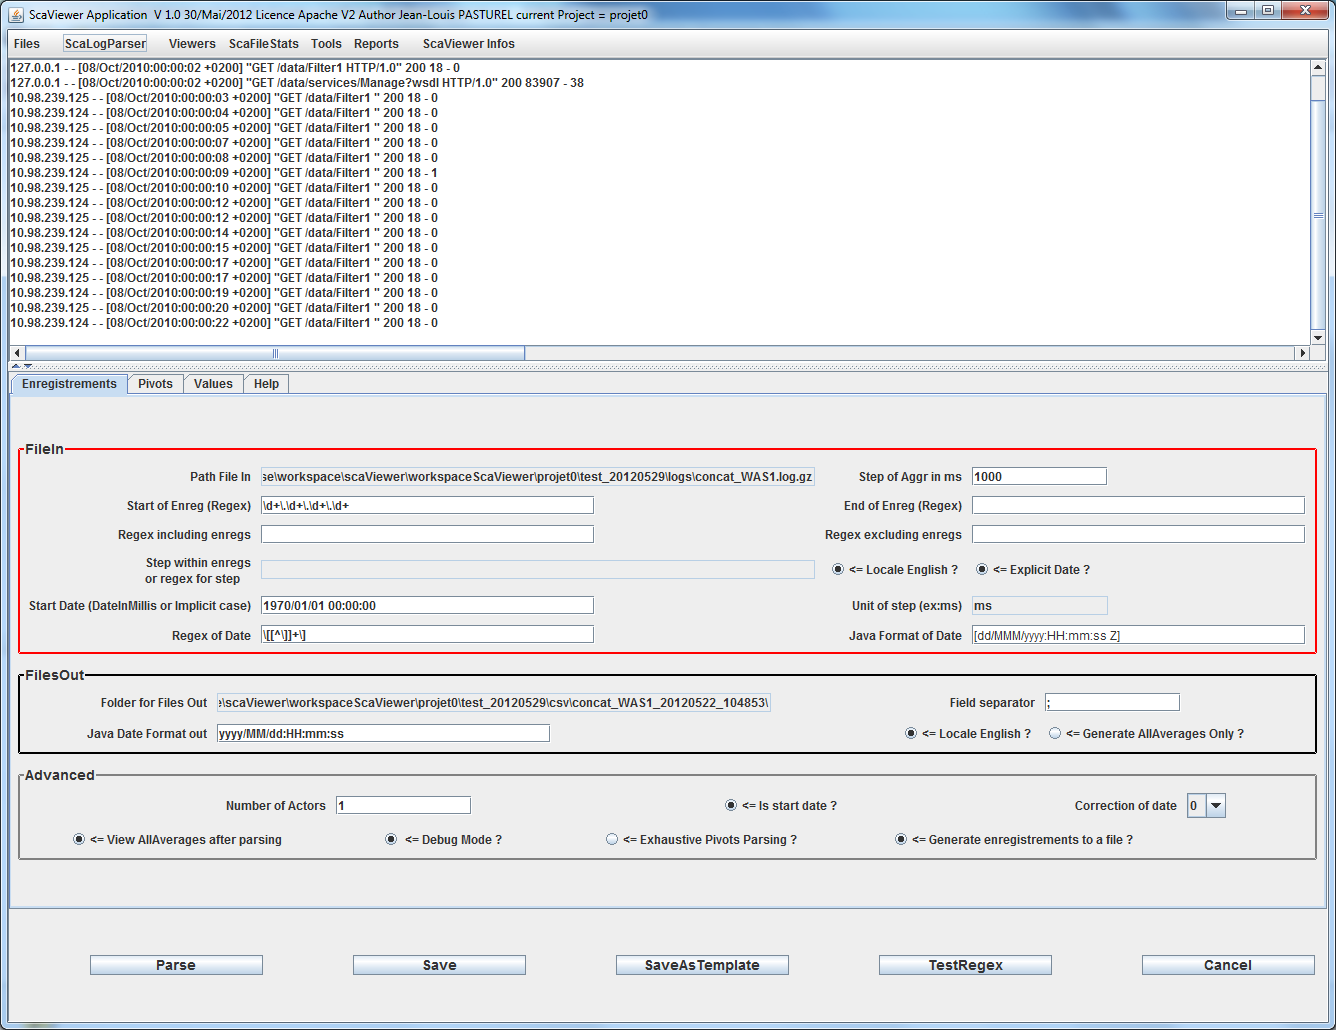 ScaViewer Application  V 1.0 30/Mai/2012 Licence Apache V2 Author Jean-Louis PASTUREL current Project = projet0
Files ScaLogParser Viewers ScaFileStats Tools Reports ScaViewer Infos
127.0.0.1 - - [08/Oct/2010:00:00:02 +0200] "GET /data/Filter1 HTTP/1.0" 200 18 - 0
127.0.0.1 - - [08/Oct/2010:00:00:02 +0200] "GET /data/services/Manage?wsdl HTTP/1.0" 200 83907 - 38
10.98.239.125 - - [08/Oct/2010:00:00:03 +0200] "GET /data/Filter1 " 200 18 - 0
10.98.239.124 - - [08/Oct/2010:00:00:04 +0200] "GET /data/Filter1 " 200 18 - 0
10.98.239.125 - - [08/Oct/2010:00:00:05 +0200] "GET /data/Filter1 " 200 18 - 0
10.98.239.124 - - [08/Oct/2010:00:00:07 +0200] "GET /data/Filter1 " 200 18 - 0
10.98.239.125 - - [08/Oct/2010:00:00:08 +0200] "GET /data/Filter1 " 200 18 - 0
10.98.239.124 - - [08/Oct/2010:00:00:09 +0200] "GET /data/Filter1 " 200 18 - 1
10.98.239.125 - - [08/Oct/2010:00:00:10 +0200] "GET /data/Filter1 " 200 18 - 0
10.98.239.124 - - [08/Oct/2010:00:00:12 +0200] "GET /data/Filter1 " 200 18 - 0
10.98.239.125 - - [08/Oct/2010:00:00:12 +0200] "GET /data/Filter1 " 200 18 - 0
10.98.239.124 - - [08/Oct/2010:00:00:14 +0200] "GET /data/Filter1 " 200 18 - 0
10.98.239.125 - - [08/Oct/2010:00:00:15 +0200] "GET /data/Filter1 " 200 18 - 0
10.98.239.124 - - [08/Oct/2010:00:00:17 +0200] "GET /data/Filter1 " 200 18 - 0
10.98.239.125 - - [08/Oct/2010:00:00:17 +0200] "GET /data/Filter1 " 200 18 - 0
10.98.239.124 - - [08/Oct/2010:00:00:19 +0200] "GET /data/Filter1 " 200 18 - 0
10.98.239.125 - - [08/Oct/2010:00:00:20 +0200] "GET /data/Filter1 " 200 18 - 0
10.98.239.124 - - [08/Oct/2010:00:00:22 +0200] "GET /data/Filter1 " 200 18 - 0
Enregistrements Pivots Values Help
FileIn
Path File In se\workspace\scaViewer\workspaceScaViewer\projet0\test_20120529\logs\concat_WAS1.log.gz Step of Aggr in ms 1000
Start of Enreg (Regex) \d+\.\d+\.\d+\.\d+ End of Enreg (Regex)
Regex including enregs Regex excluding enregs
Step within enregs
or regex for step <= Locale English ? <= Explicit Date ?
Start Date (DateInMillis or Implicit case) 1970/01/01 00:00:00 Unit of step (ex:ms) ms
Regex of Date \[[^\]]+\] Java Format of Date [dd/MMM/yyyy:HH:mm:ss Z]
FilesOut
Folder for Files Out e\scaViewer\workspaceScaViewer\projet0\test_20120529\csv\concat_WAS1_20120522_104853\ Field separator ;
Java Date Format out yyyy/MM/dd:HH:mm:ss <= Locale English ? <= Generate AllAverages Only ?
Advanced
Number of Actors 1 <= Is start date ? Correction of date 0
<= View AllAverages after parsing <= Debug Mode ? <= Exhaustive Pivots Parsing ? <= Generate enregistrements to a file ?
Parse Save SaveAsTemplate TestRegex Cancel